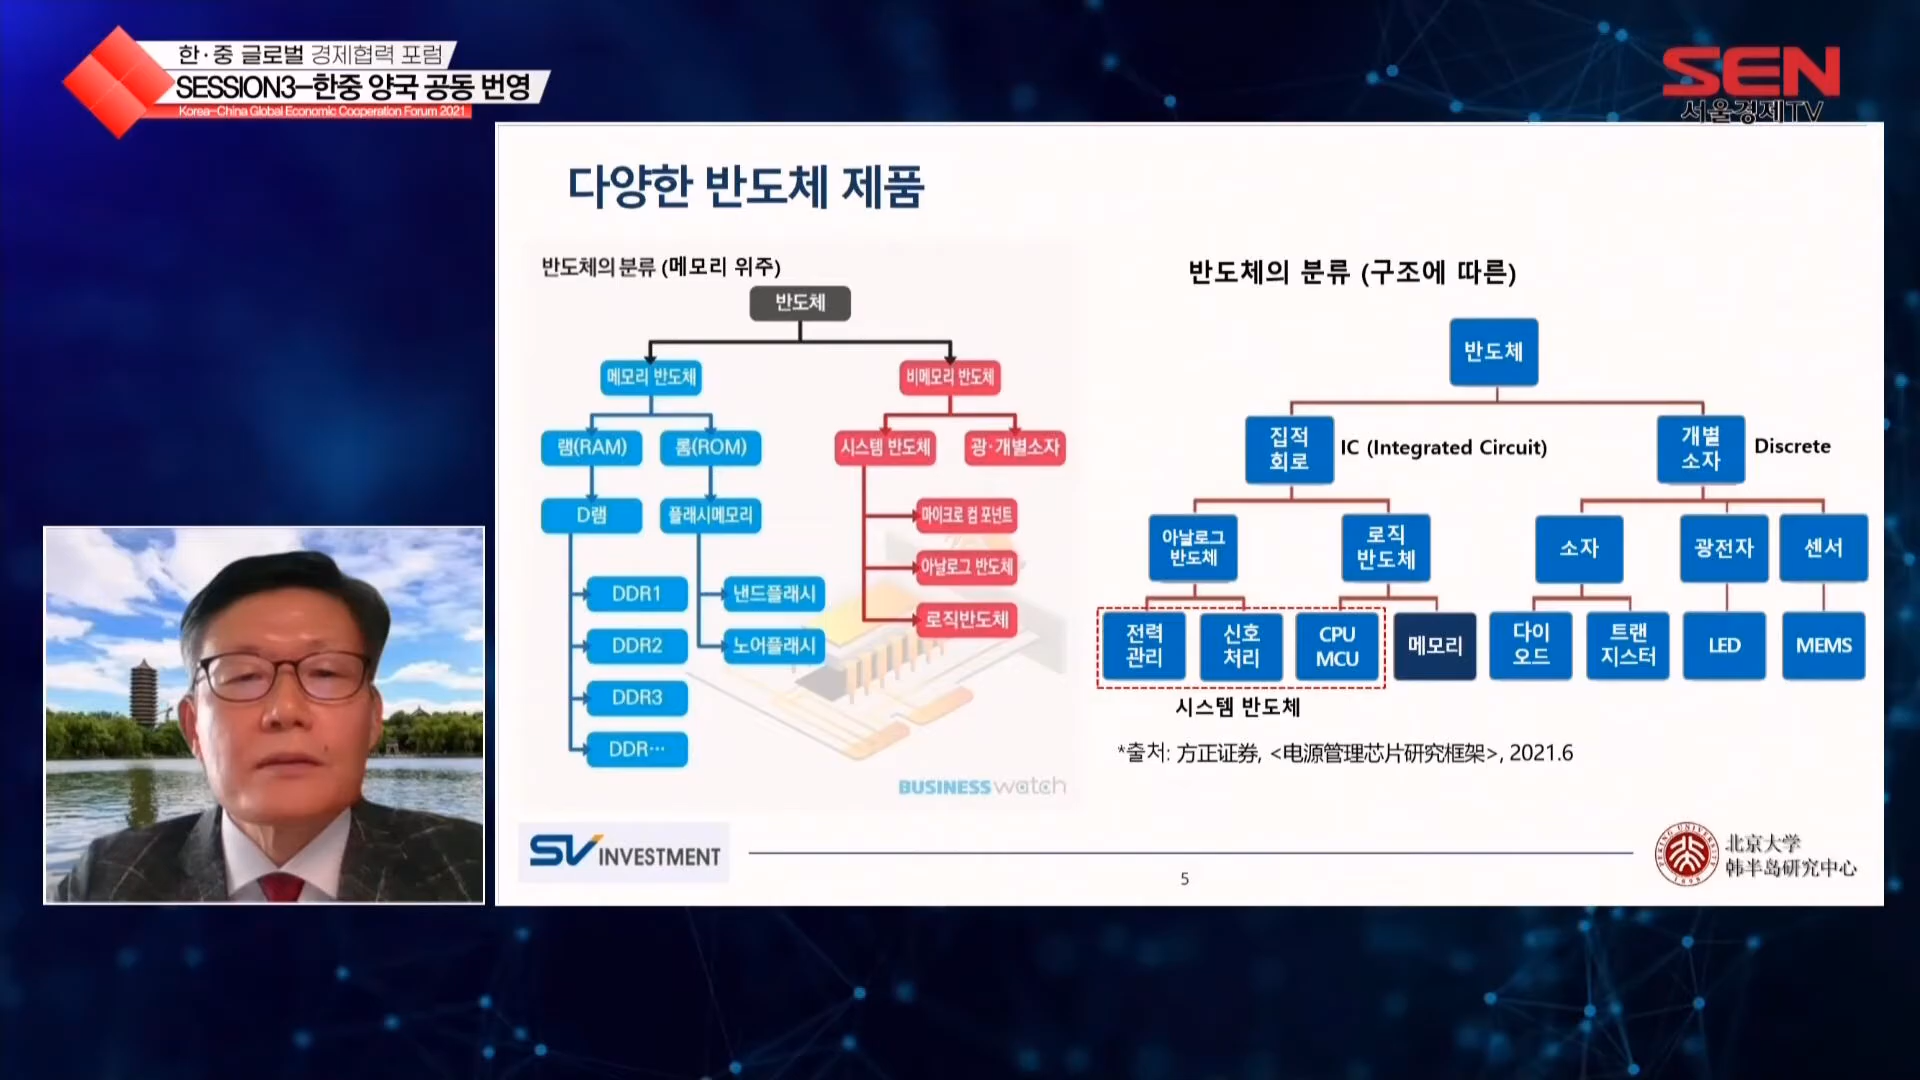 한·중 글로벌 경제협력 포럼
SESSION3-한중 양국 공동 번영
Korea-China Global Economic Cooperation Forum 2021
SEN
서울경제TV
다양한 반도체 제품
반도체의 분류 (메모리 위주)
반도체
메모리 반도체
비메모리 반도체
램(RAM)
롬(ROM)
시스템 반도체
광·개별소자
D램
플래시메모리
마이크로 컴포넌트
아날로그 반도체
로직반도체
DDR1
DDR2
DDR3
DDR···
낸드플래시
노어플래시
BUSINESSwatch
반도체의 분류 (구조에 따른)
반도체
집적
회로
IC (Integrated Circuit)
개별
소자
Discrete
아날로그
반도체
로직
반도체
소자
광전자
센서
전력
관리
신호
처리
CPU
MCU
메모리
다이
오드
트랜
지스터
LED
MEMS
시스템 반도체
*출처: 方正证券, <电源管理芯片研究框架>, 2021.6
SV INVESTMENT
5
PEKING UNIVERSITY
1898
北京大学
韩半岛研究中心